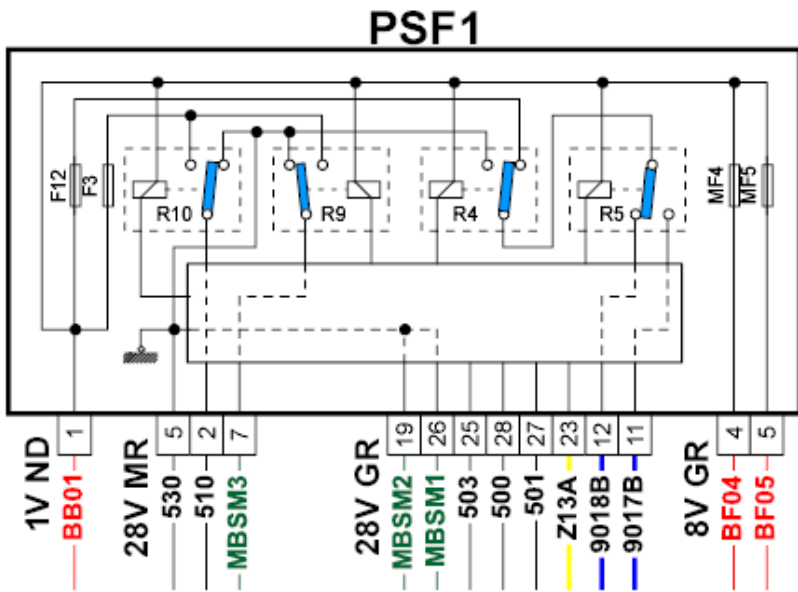 PSF1
F12 F3 R10 R9 R4 R5 MF4 MF5
1 5 2 7 19 26 25 28 27 23 12 11 4 5
1V ND
BB01
28V MR
530
510
MBSM3
28V GR
MBSM2
MBSM1
503
500
501
Z13A
9018B
9017B
8V GR
BF04
BF05